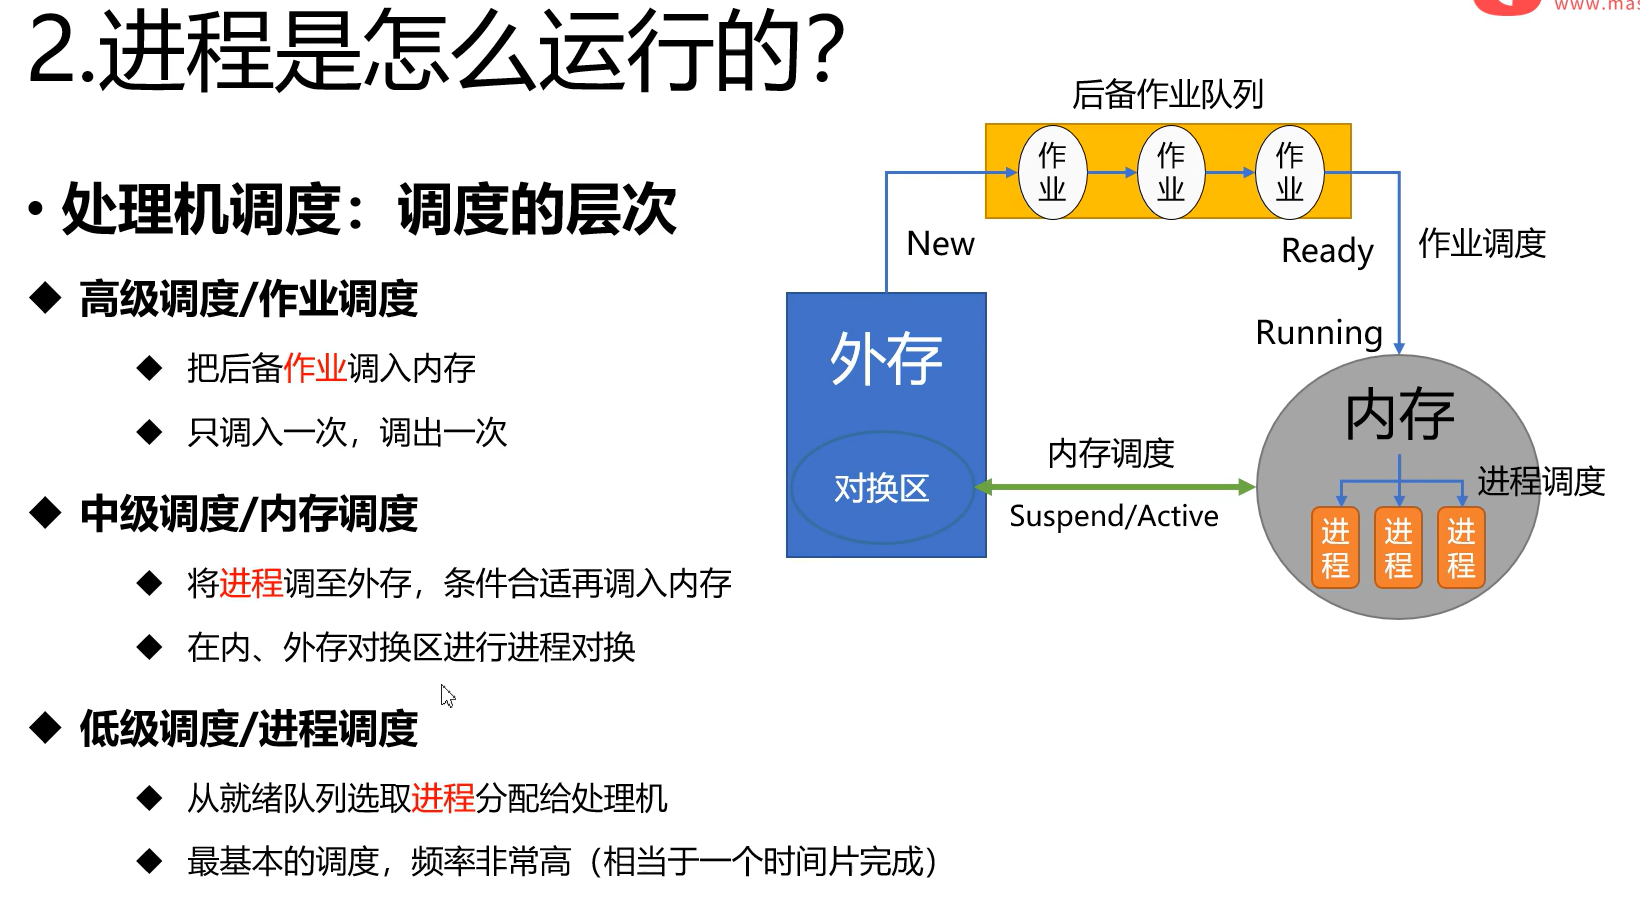 2.进程是怎么运行的?
www.mas
• 处理机调度：调度的层次
◆ 高级调度/作业调度
◆ 把后备作业调入内存
◆ 只调入一次，调出一次
◆ 中级调度/内存调度
◆ 将进程调至外存，条件合适再调入内存
◆ 在内、外存对换区进行进程对换
◆ 低级调度/进程调度
◆ 从就绪队列选取进程分配给处理机
◆ 最基本的调度，频率非常高（相当于一个时间片完成）
后备作业队列
作业
作业
作业
New
Ready
作业调度
Running
外存
对换区
内存调度
Suspend/Active
内存
进程调度
进程
进程
进程